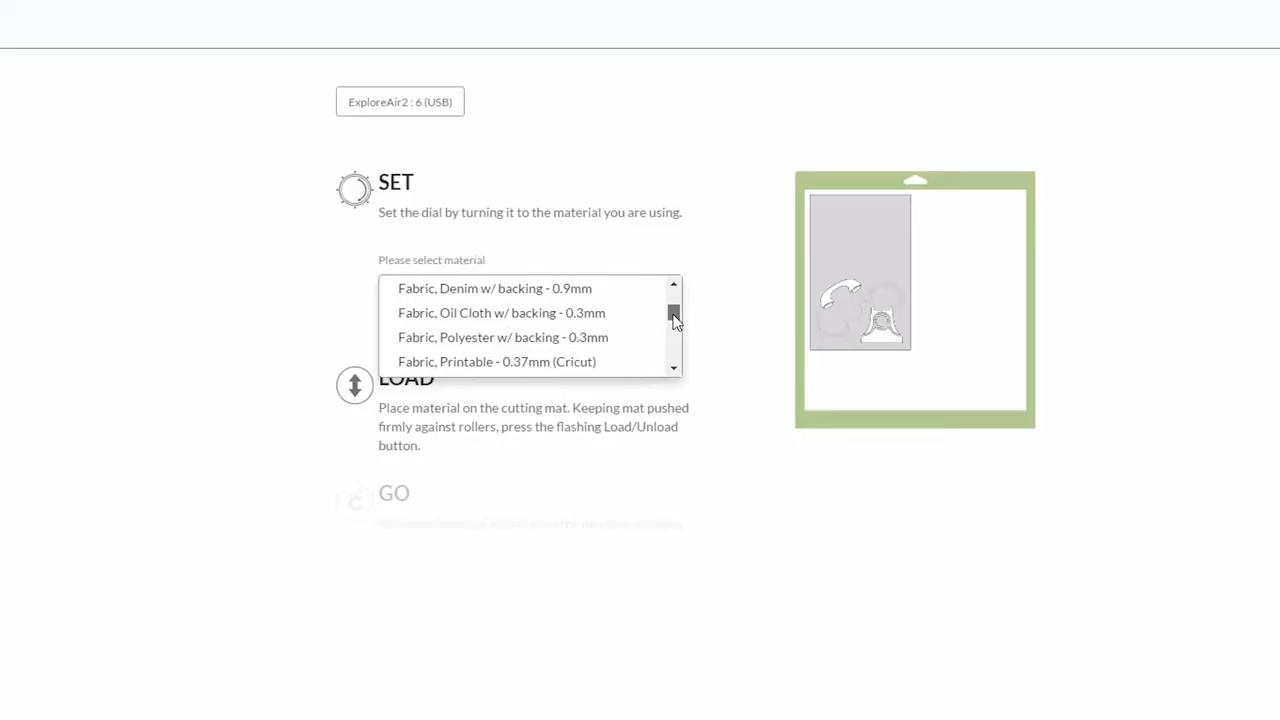 ExploreAir2 : 6 (USB)
SET
Set the dial by turning it to the material you are using.
Please select material
Fabric, Denim w/ backing - 0.9mm
Fabric, Oil Cloth w/ backing - 0.3mm
Fabric, Polyester w/ backing - 0.3mm
Fabric, Printable - 0.37mm (Cricut)
LOAD
Place material on the cutting mat. Keeping mat pushed
firmly against rollers, press the flashing Load/Unload
button.
GO